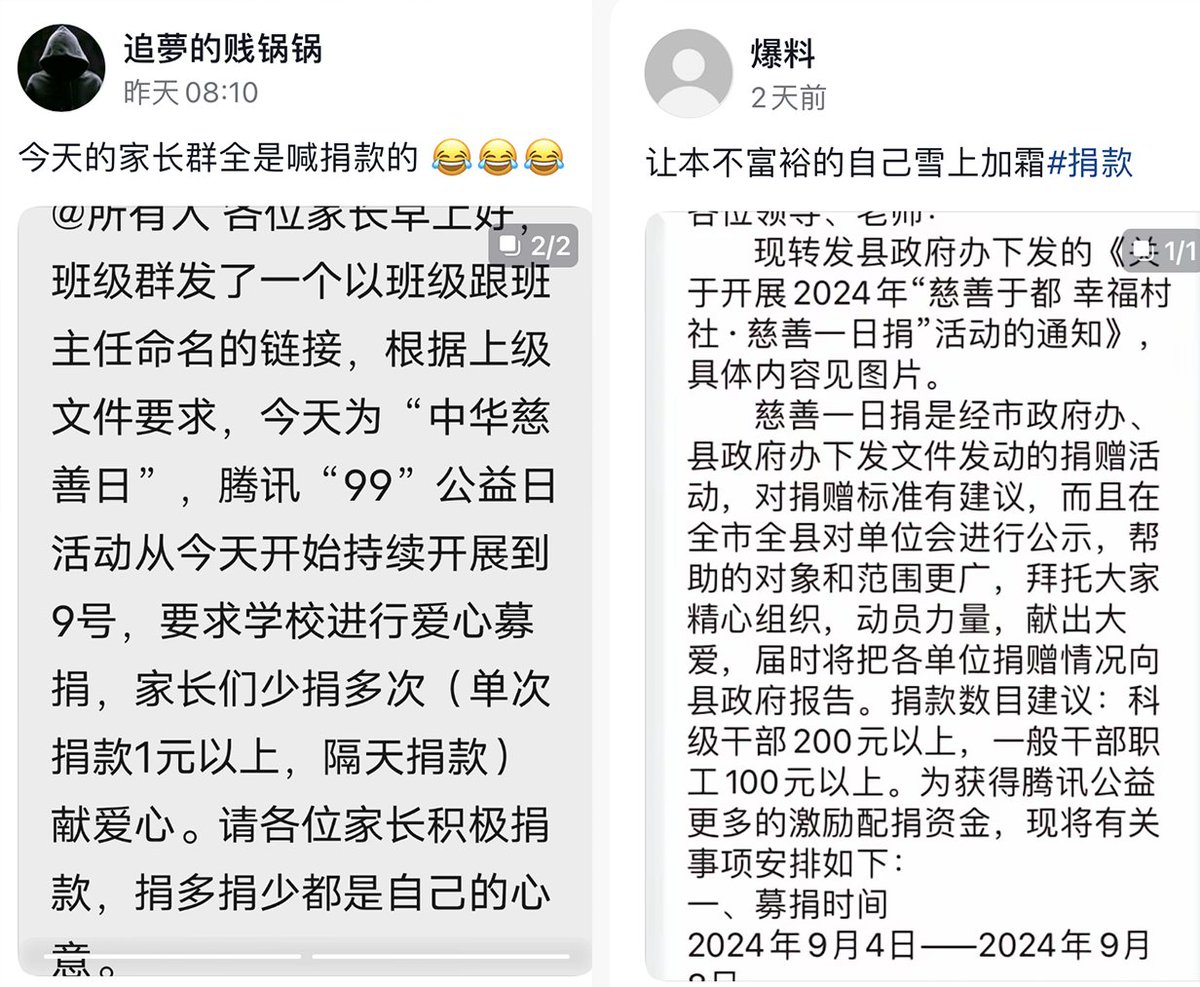 追夢的贱锅锅
昨天08:10
今天的家长群全是喊捐款的
@所有人 各位家长早上好，
2/2
班级群发了一个以班级跟班
主任命名的链接，根据上级
文件要求，今天为“中华慈
善日”，腾讯“99”公益日
活动从今天开始持续开展到
9号，要求学校进行爱心募
捐，家长们少捐多次（单次
捐款1元以上，隔天捐款）
献爱心。请各位家长积极捐
款，捐多捐少都是自己的心
意。
爆料
2天前
让本不富裕的自己雪上加霜#捐款
各位领导、老师：
1/1
现转发县政府办下发的《关
于开展2024年“慈善于都 幸福村
社·慈善一日捐”活动的通知》，
具体内容见图片。
慈善一日捐是经市政府办、
县政府办下发文件发动的捐赠活
动，对捐赠标准有建议，而且在
全市全县对单位会进行公示，帮
助的对象和范围更广，拜托大家
精心组织，动员力量，献出大
爱，届时将把各单位捐赠情况向
县政府报告。捐款数目建议：科
级干部200元以上，一般干部职
工100元以上。为获得腾讯公益
更多的激励配捐资金，现将有关
事项安排如下：
一、募捐时间
2024年9月4日——2024年9月